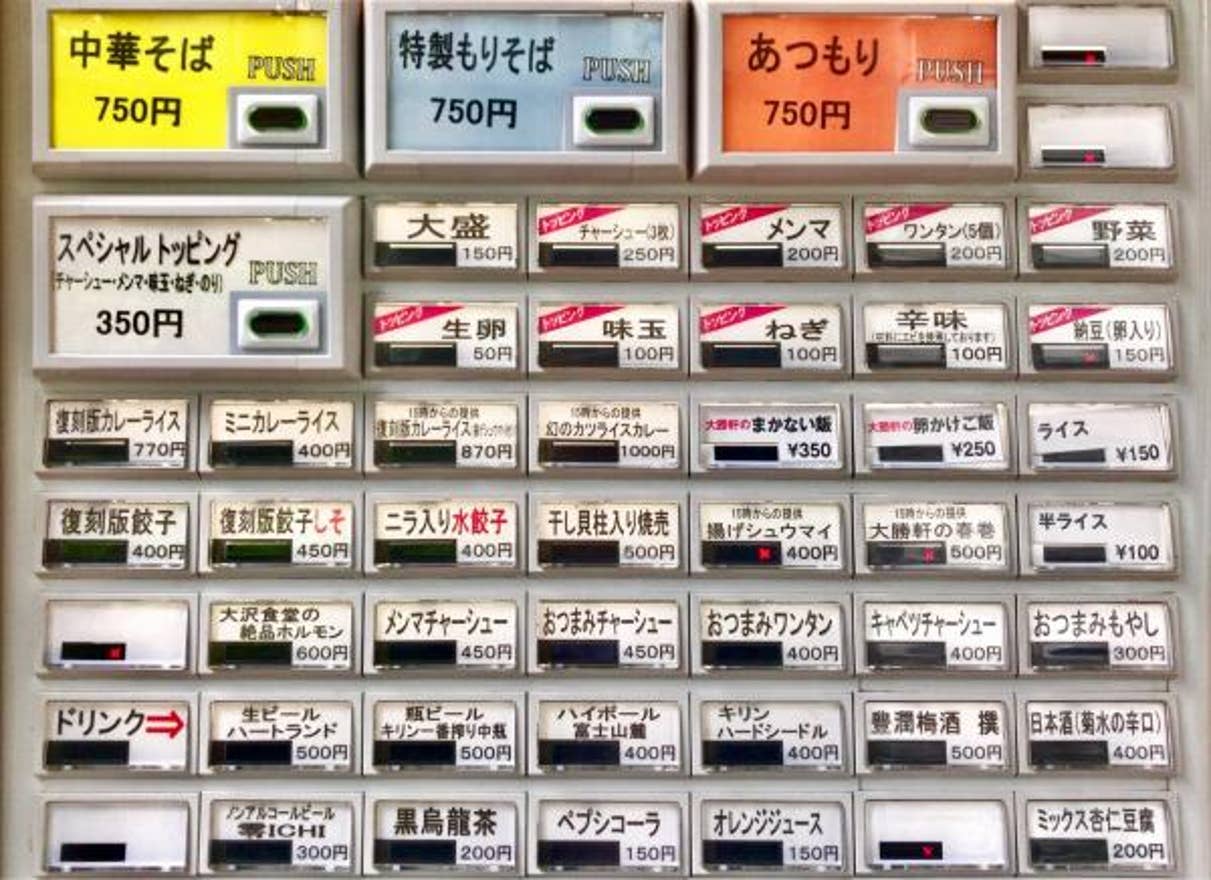 中華そば
PUSH
750円
特製もりそば
PUSH
750円
あつもり
PUSH
750円
スペシャルトッピング
(チャーシュー・メンマ・味玉・ねぎ・のり)
PUSH
350円
大盛
150円
トッピング
チャーシュー(3枚)
250円
トッピング
メンマ
200円
トッピング
ワンタン(5個)
200円
トッピング
野菜
200円
トッピング
生卵
50円
トッピング
味玉
100円
トッピング
ねぎ
100円
辛味
100円
トッピング
納豆(卵入り)
150円
復刻版カレーライス
770円
ミニカレーライス
400円
15時からの提供
復刻版カレーライス
870円
15時からの提供
幻のカツライスカレー
1000円
大勝軒のまかない飯
¥350
大勝軒の卵かけご飯
¥250
ライス
¥150
復刻版餃子
400円
復刻版餃子しそ
450円
ニラ入り水餃子
400円
干し貝柱入り焼売
500円
15時からの提供
揚げシュウマイ
400円
15時からの提供
大勝軒の春巻
500円
半ライス
¥100
大沢食堂の
絶品ホルモン
600円
メンマチャーシュー
450円
おつまみチャーシュー
450円
おつまみワンタン
400円
キャベツチャーシュー
400円
おつまみもやし
300円
ドリンク⇒
生ビール
ハートランド
500円
瓶ビール
キリン一番搾り中瓶
500円
ハイボール
富士山麓
400円
キリン
ハードシードル
400円
豊潤梅酒 撰
500円
日本酒(菊水の辛口)
400円
ノンアルコールビール
零ICHI
300円
黒烏龍茶
200円
ペプシコーラ
150円
オレンジジュース
150円
ミックス杏仁豆腐
200円